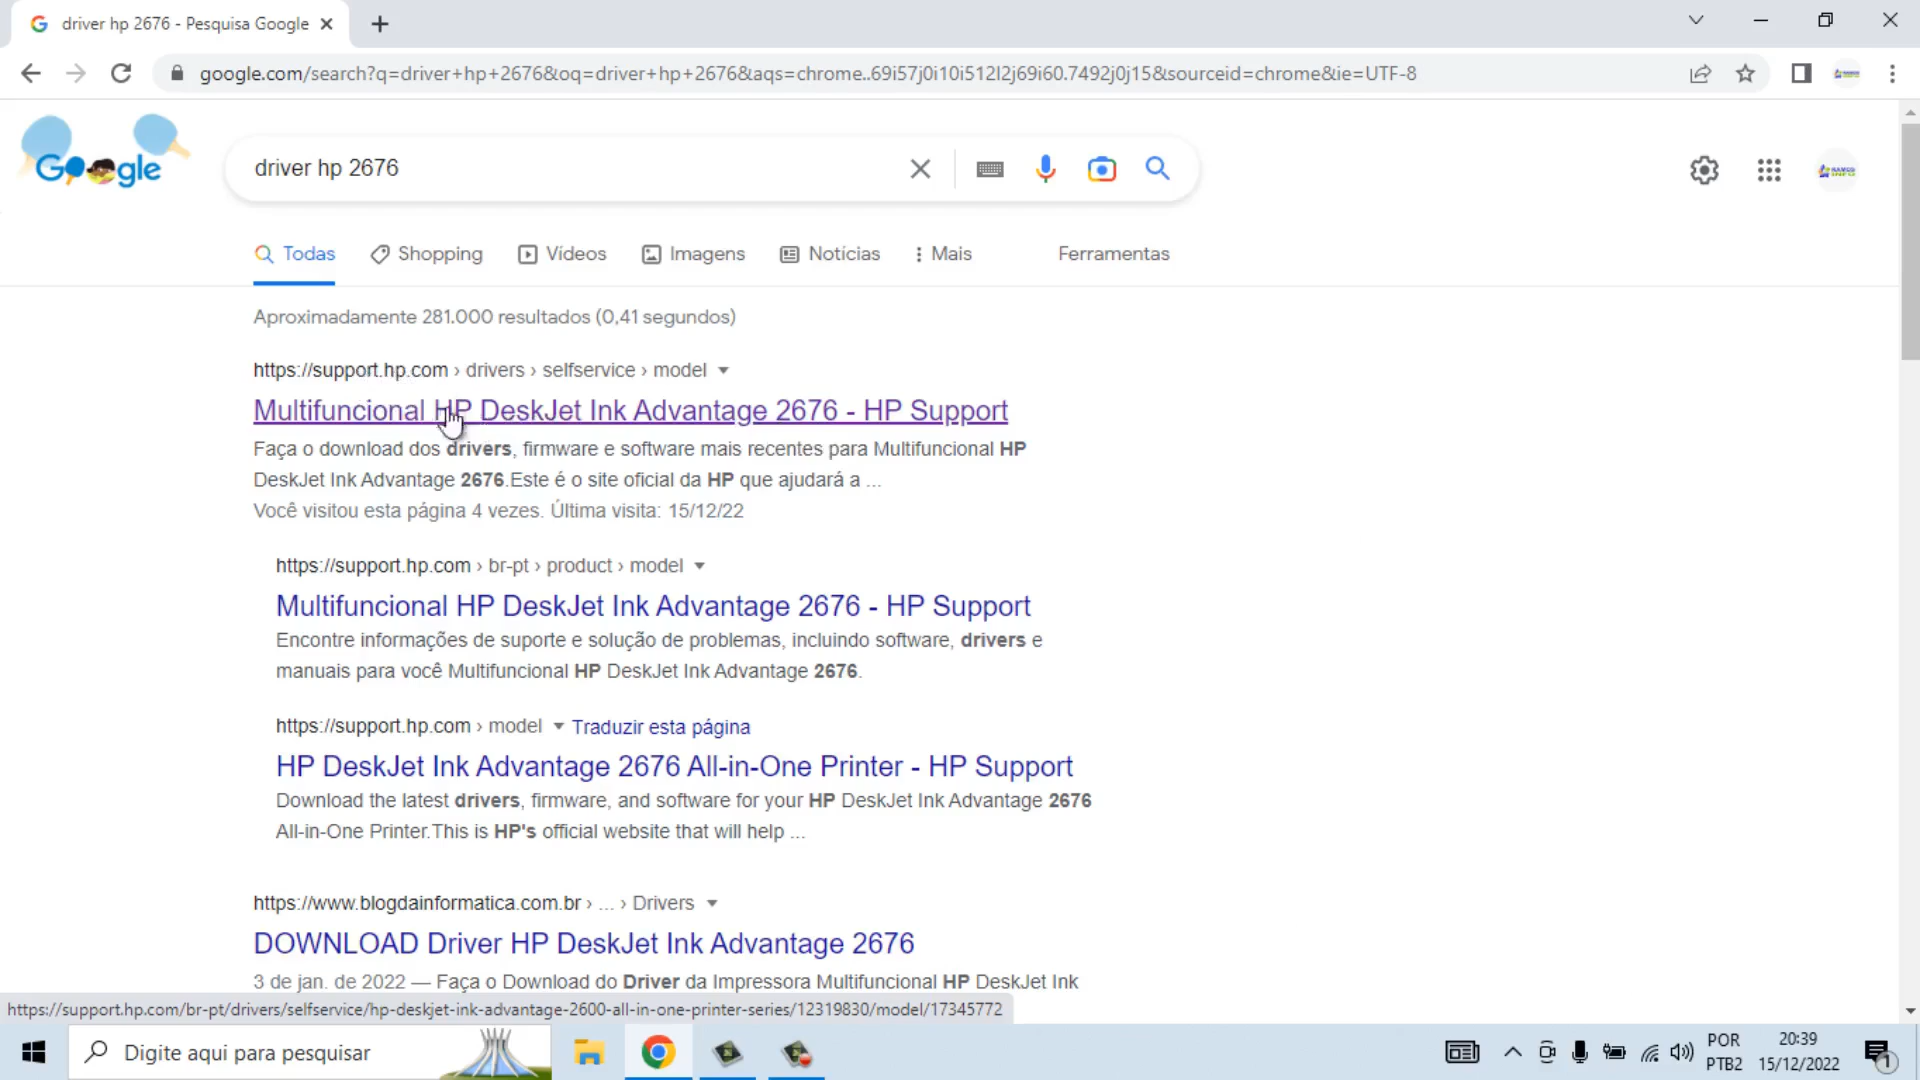 driver hp 2676 - Pesquisa Google
google.com/search?q=driver+hp+2676&oq=driver+hp+2676&aqs=chrome..69i57j0i10i512l2j69i60.7492j0j15&sourceid=chrome&ie=UTF-8
Google
driver hp 2676
Todas
Shopping
Vídeos
Imagens
Notícias
Mais
Ferramentas
Aproximadamente 281.000 resultados (0,41 segundos)
https://support.hp.com › drivers › selfservice › model
Multifuncional HP DeskJet Ink Advantage 2676 - HP Support
Faça o download dos drivers, firmware e software mais recentes para Multifuncional HP
DeskJet Ink Advantage 2676.Este é o site oficial da HP que ajudará a ...
Você visitou esta página 4 vezes. Última visita: 15/12/22
https://support.hp.com › br-pt › product › model
Multifuncional HP DeskJet Ink Advantage 2676 - HP Support
Encontre informações de suporte e solução de problemas, incluindo software, drivers e
manuais para você Multifuncional HP DeskJet Ink Advantage 2676.
https://support.hp.com › model
Traduzir esta página
HP DeskJet Ink Advantage 2676 All-in-One Printer - HP Support
Download the latest drivers, firmware, and software for your HP DeskJet Ink Advantage 2676
All-in-One Printer.This is HP's official website that will help ...
https://www.blogdainformatica.com.br › ... › Drivers
DOWNLOAD Driver HP DeskJet Ink Advantage 2676
3 de jan. de 2022 — Faça o Download do Driver da Impressora Multifuncional HP DeskJet Ink
https://support.hp.com/br-pt/drivers/selfservice/hp-deskjet-ink-advantage-2600-all-in-one-printer-series/12319830/model/17345772
Digite aqui para pesquisar
POR
PTB2
20:39
15/12/2022
1